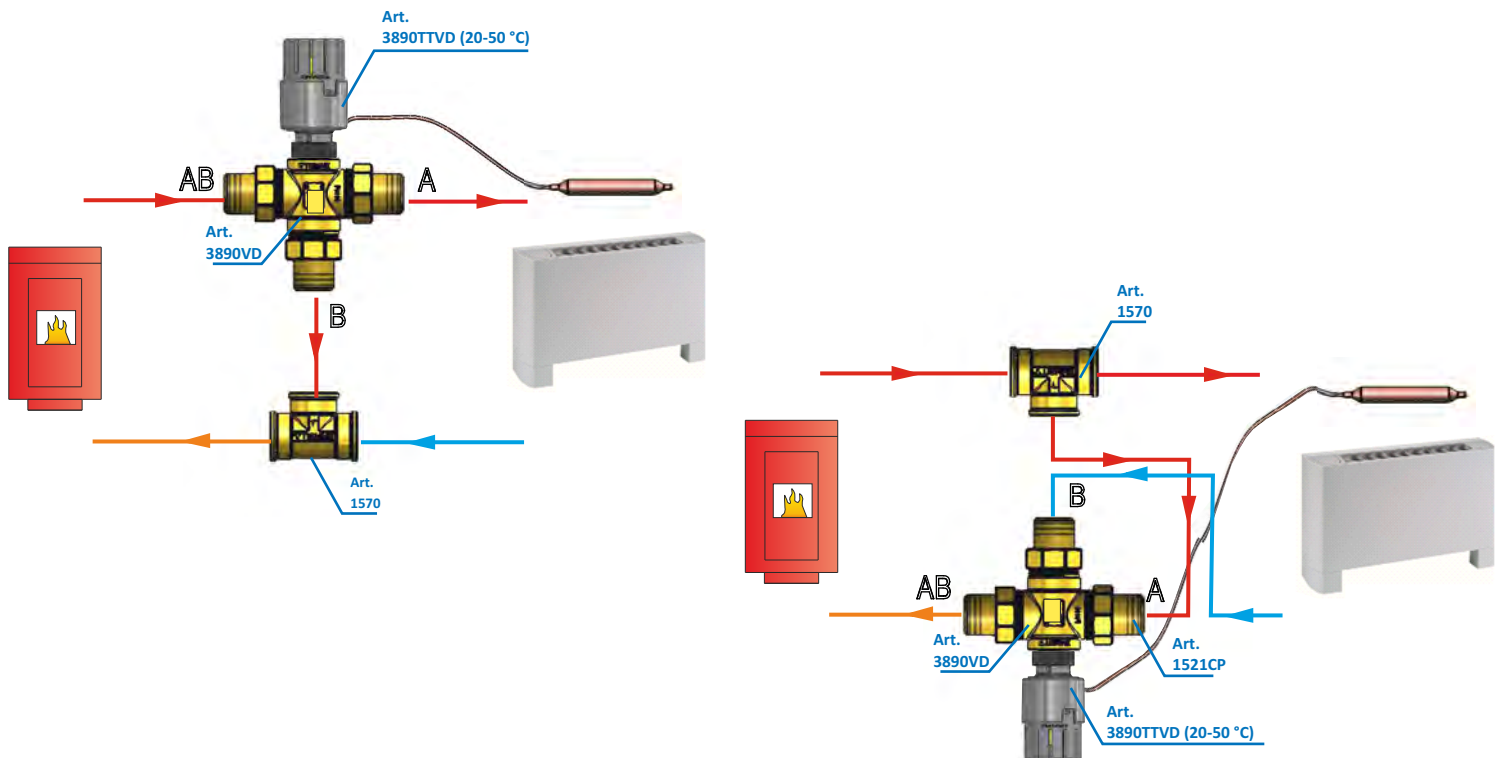 Art.
3890TTVD (20-50 °C)
AB
A
Art.
3890VD
B
Art.
1570
Art.
1570
B
AB
A
Art.
3890VD
Art.
1521CP
Art.
3890TTVD (20-50 °C)